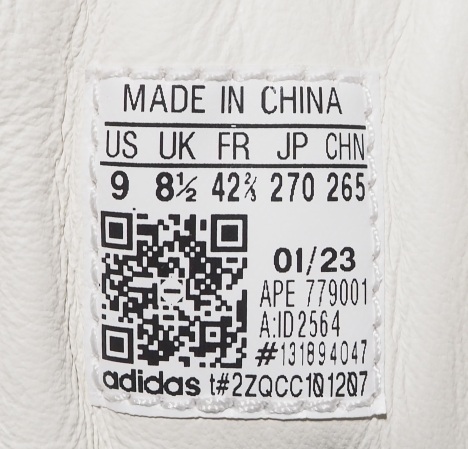 MADE IN CHINA
US UK FR JP CHN
9 8½ 42⅔ 270 265
01/23
APE 779001
A:ID2564
#131894047
adidas t#2ZQCC101207